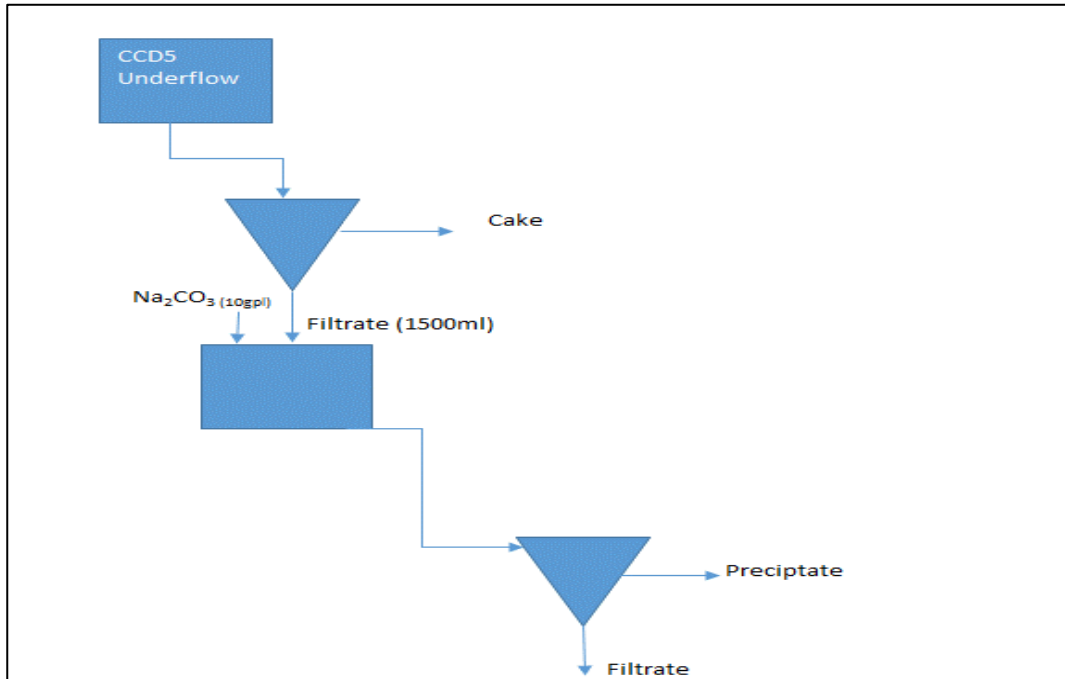 CCD5
Underflow
Cake
Na₂CO₃ (10gpl)
Filtrate (1500ml)
Preciptate
Filtrate